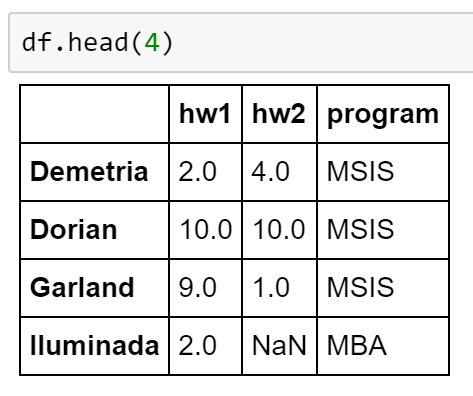 df.head(4)
hw1 hw2 program
Demetria 2.0 4.0 MSIS
Dorian 10.0 10.0 MSIS
Garland 9.0 1.0 MSIS
Iluminada 2.0 NaN MBA